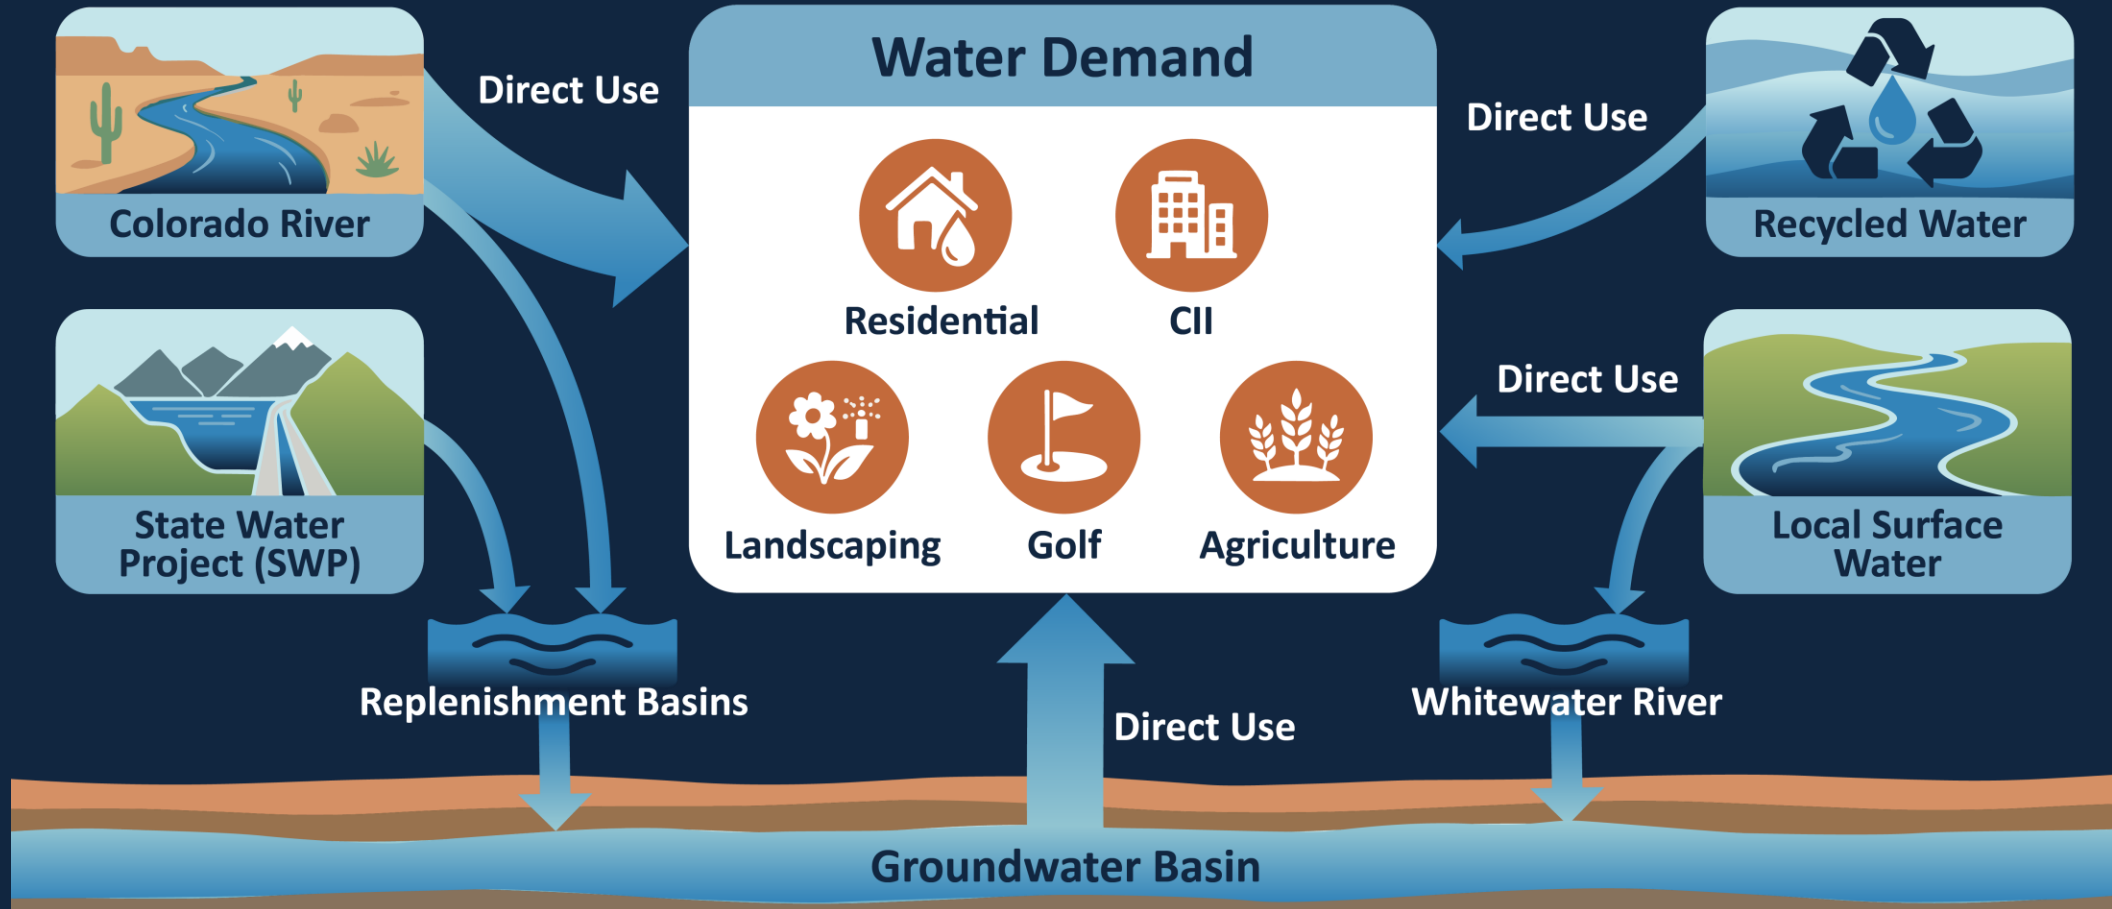 Water Demand
Direct Use
Direct Use
Colorado River
Recycled Water
Residential
CII
Direct Use
State Water
Project (SWP)
Landscaping
Golf
Agriculture
Local Surface
Water
Replenishment Basins
Direct Use
Whitewater River
Groundwater Basin